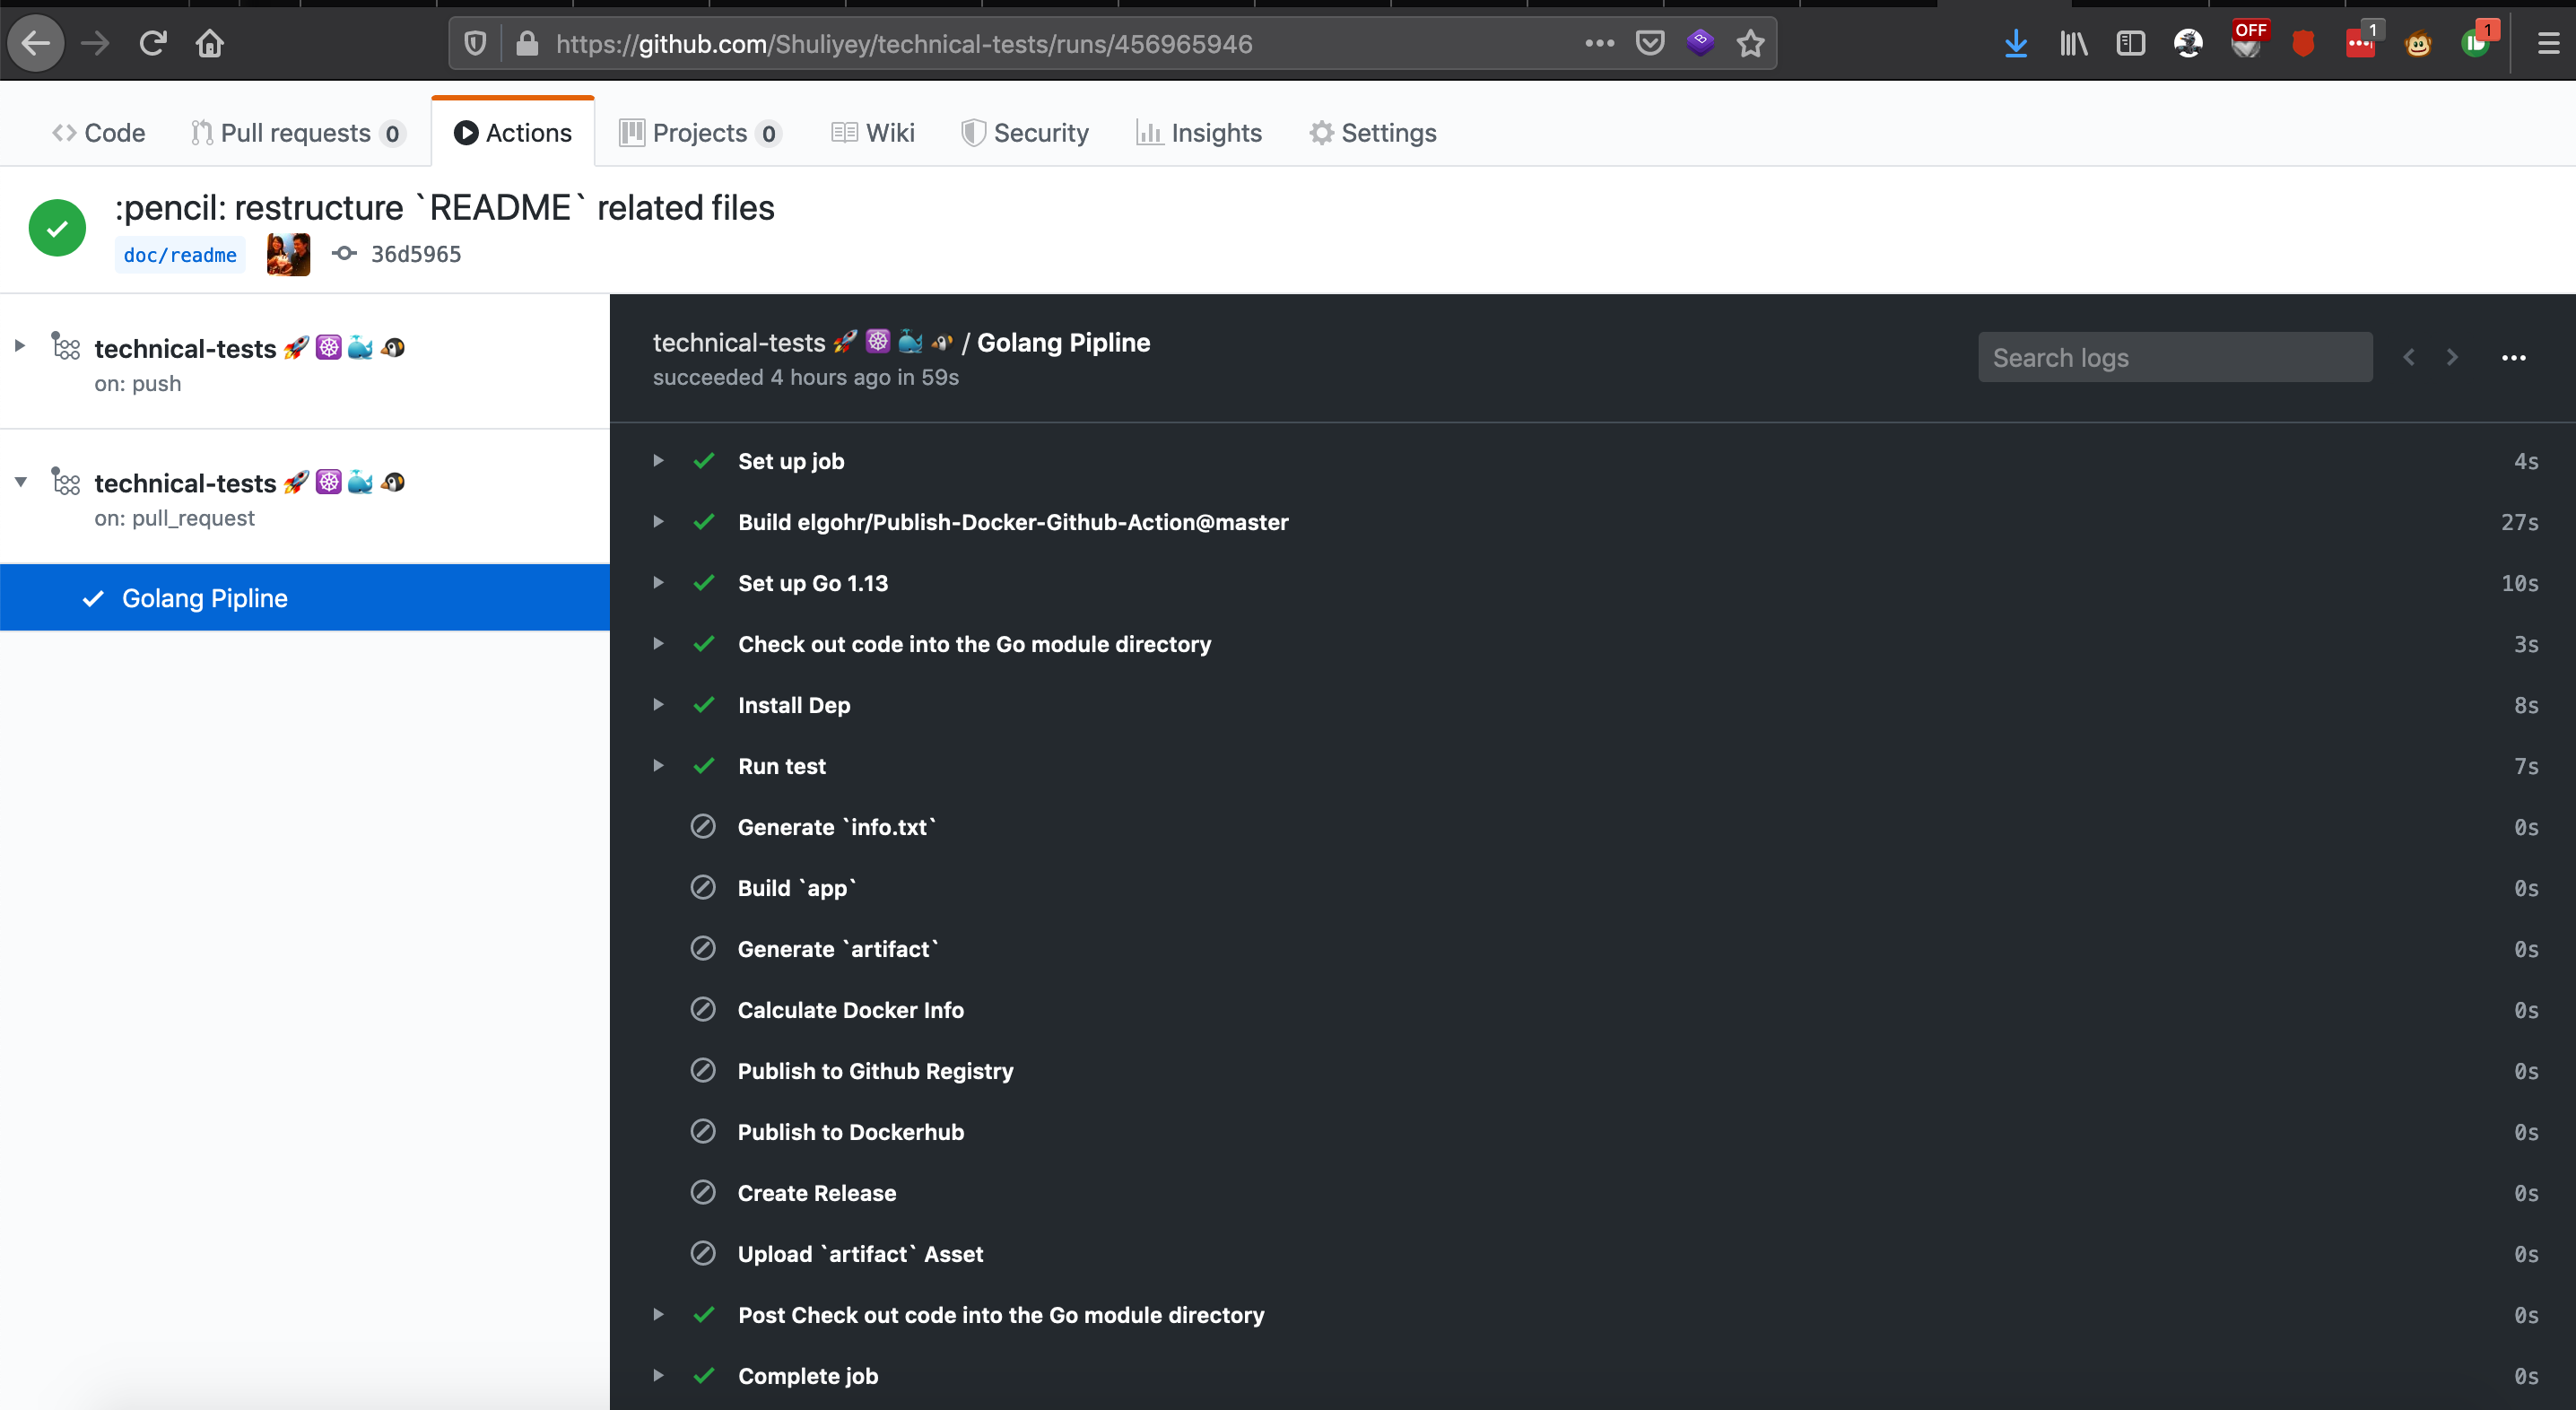 https://github.com/Shuliyey/technical-tests/runs/456965946
OFF
1
1
Code
Pull requests 0
Actions
Projects 0
Wiki
Security
Insights
Settings
:pencil: restructure `README` related files
doc/readme
36d5965
technical-tests 🚀☸️🐳🐧
on: push
technical-tests 🚀☸️🐳🐧
on: pull_request
Golang Pipline
technical-tests 🚀☸️🐳🐧 / Golang Pipline
succeeded 4 hours ago in 59s
Search logs
Set up job 4s
Build elgohr/Publish-Docker-Github-Action@master 27s
Set up Go 1.13 10s
Check out code into the Go module directory 3s
Install Dep 8s
Run test 7s
Generate `info.txt` 0s
Build `app` 0s
Generate `artifact` 0s
Calculate Docker Info 0s
Publish to Github Registry 0s
Publish to Dockerhub 0s
Create Release 0s
Upload `artifact` Asset 0s
Post Check out code into the Go module directory 0s
Complete job 0s